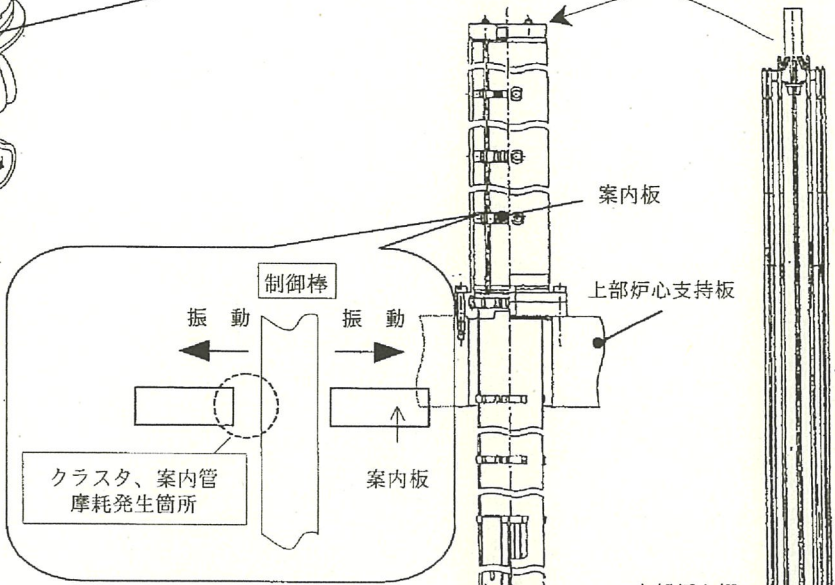 案内板
制御棒
上部炉心支持板
振 動
振 動
クラスタ、案内管
摩耗発生箇所
案内板